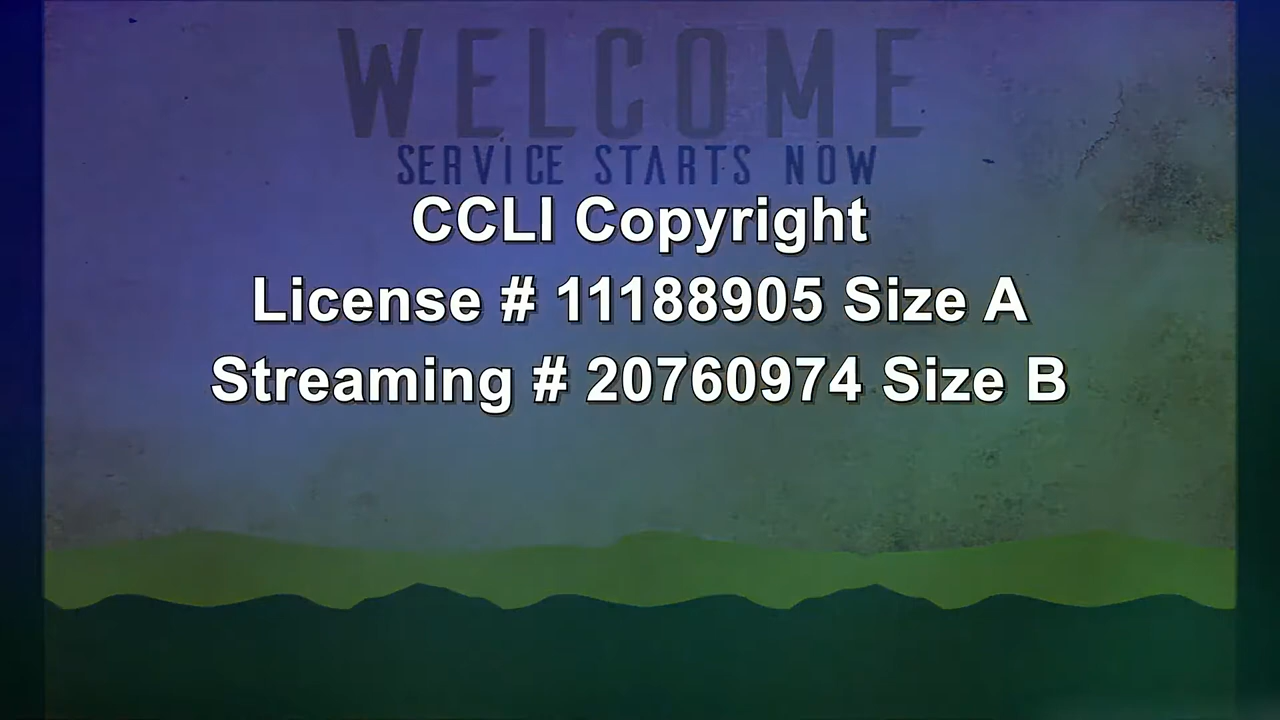 WELCOME
SERVICE STARTS NOW
CCLI Copyright
License # 11188905 Size A
Streaming # 20760974 Size B